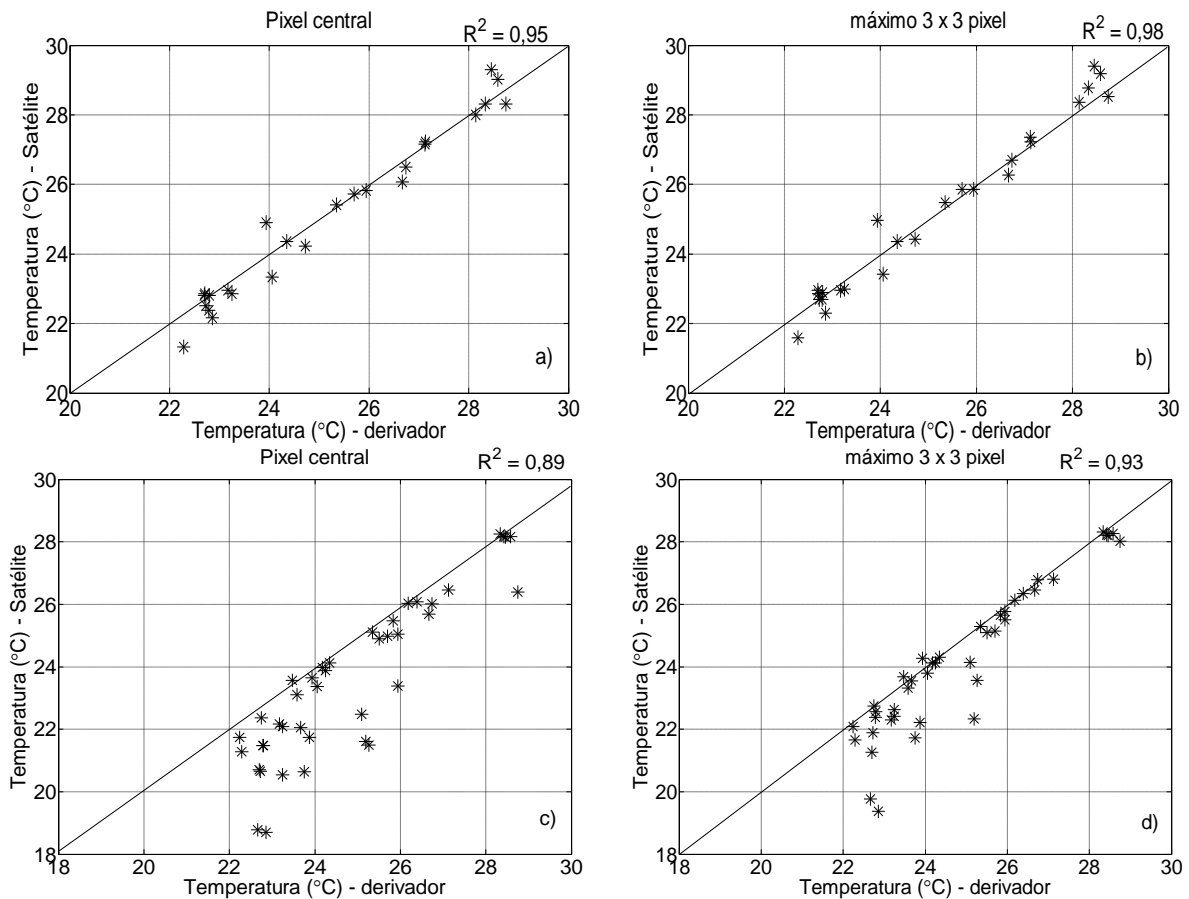 Pixel central
R² = 0,95
30
28
26
24
22
20
20 22 24 26 28 30
Temperatura (°C) - Satélite
Temperatura (°C) - derivador
a)
máximo 3 x 3 pixel
R² = 0,98
30
28
26
24
22
20
20 22 24 26 28 30
Temperatura (°C) - Satélite
Temperatura (°C) - derivador
b)
Pixel central
R² = 0,89
30
28
26
24
22
20
18
18 20 22 24 26 28 30
Temperatura (°C) - Satélite
Temperatura (°C) - derivador
c)
máximo 3 x 3 pixel
R² = 0,93
30
28
26
24
22
20
18
18 20 22 24 26 28 30
Temperatura (°C) - Satélite
Temperatura (°C) - derivador
d)